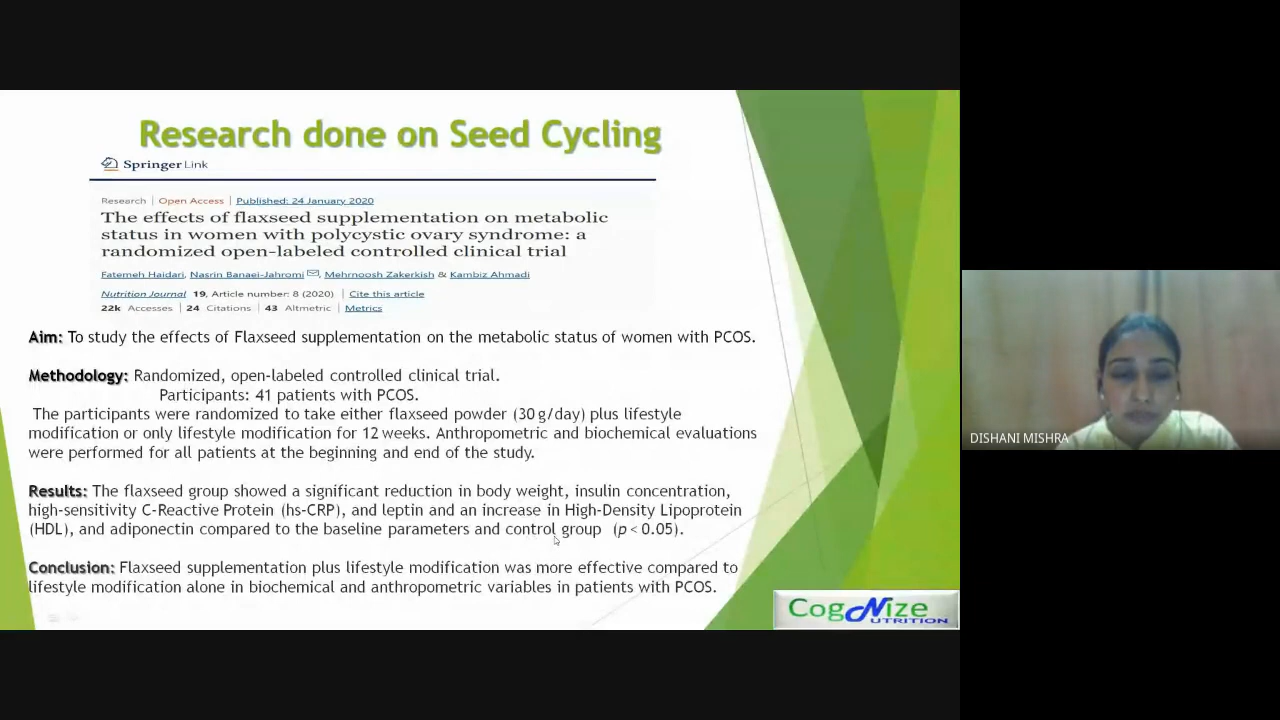 Research done on Seed Cycling
Springer Link
Research | Open Access | Published: 24 January 2020
The effects of flaxseed supplementation on metabolic
status in women with polycystic ovary syndrome: a
randomized open-labeled controlled clinical trial
Fatemeh Haidari, Nasrin Banaei-Jahromi, Mehrnoosh Zakerkish & Kambiz Ahmadi
Nutrition Journal 19, Article number: 8 (2020) | Cite this article
22k Accesses | 24 Citations | 43 Altmetric | Metrics
Aim: To study the effects of Flaxseed supplementation on the metabolic status of women with PCOS.
Methodology: Randomized, open-labeled controlled clinical trial.
Participants: 41 patients with PCOS.
The participants were randomized to take either flaxseed powder (30 g/day) plus lifestyle
modification or only lifestyle modification for 12 weeks. Anthropometric and biochemical evaluations
were performed for all patients at the beginning and end of the study.
Results: The flaxseed group showed a significant reduction in body weight, insulin concentration,
high-sensitivity C-Reactive Protein (hs-CRP), and leptin and an increase in High-Density Lipoprotein
(HDL), and adiponectin compared to the baseline parameters and control group (p < 0.05).
Conclusion: Flaxseed supplementation plus lifestyle modification was more effective compared to
lifestyle modification alone in biochemical and anthropometric variables in patients with PCOS.
CogNize
NUTRITION
DISHANI MISHRA